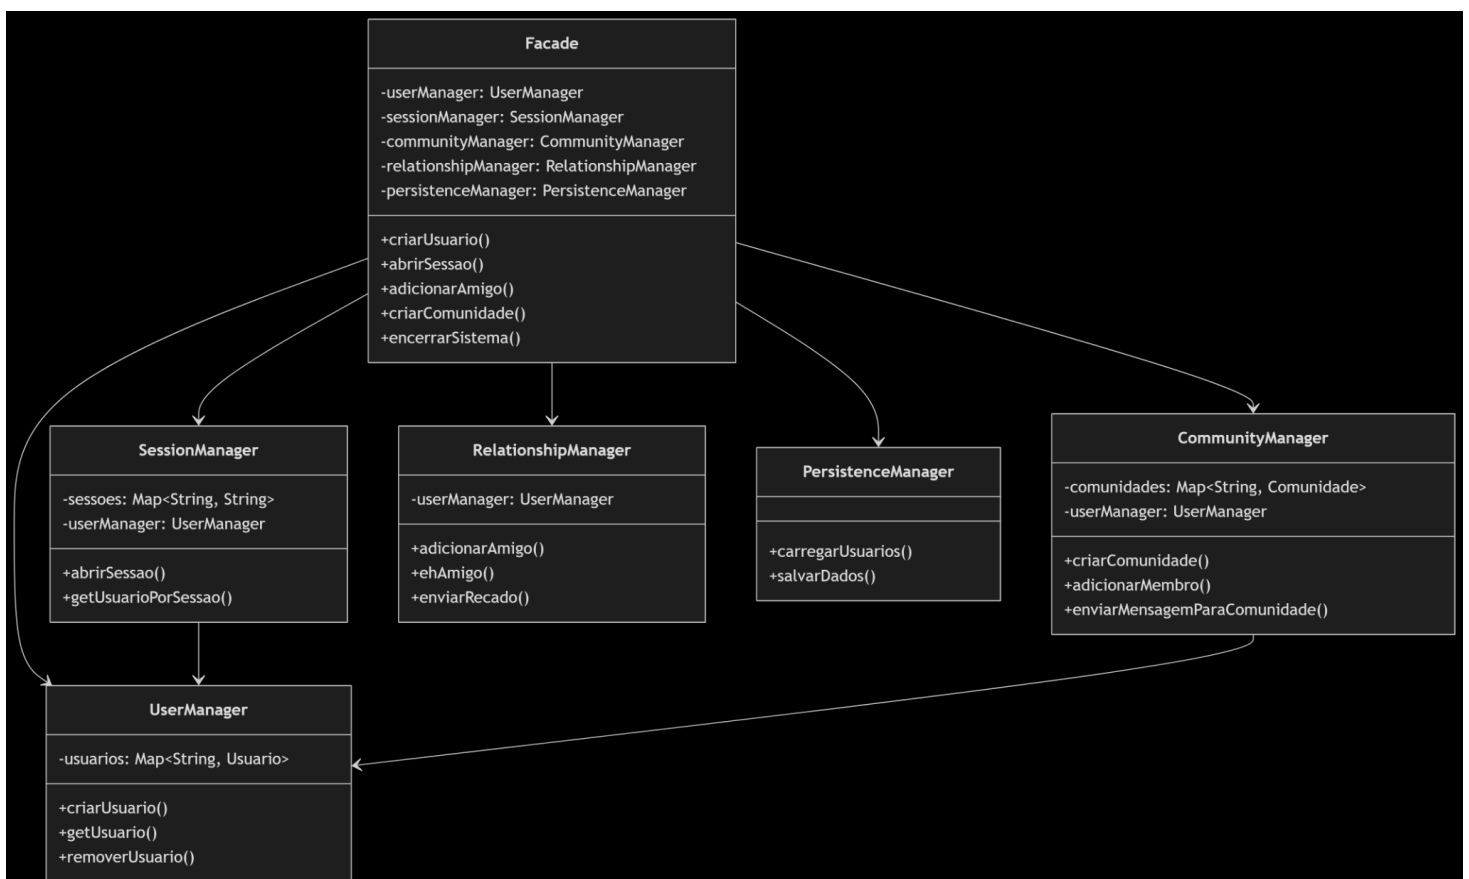 Facade
-userManager: UserManager
-sessionManager: SessionManager
-communityManager: CommunityManager
-relationshipManager: RelationshipManager
-persistenceManager: PersistenceManager
+criarUsuario()
+abrirSessao()
+adicionarAmigo()
+criarComunidade()
+encerrarSistema()
SessionManager
-sessoes: Map<String, String>
-userManager: UserManager
+abrirSessao()
+getUsuarioPorSessao()
RelationshipManager
-userManager: UserManager
+adicionarAmigo()
+ehAmigo()
+enviarRecado()
PersistenceManager
+carregarUsuarios()
+salvarDados()
CommunityManager
-comunidades: Map<String, Comunidade>
-userManager: UserManager
+criarComunidade()
+adicionarMembro()
+enviarMensagemParaComunidade()
UserManager
-usuarios: Map<String, Usuario>
+criarUsuario()
+getUsuario()
+removerUsuario()